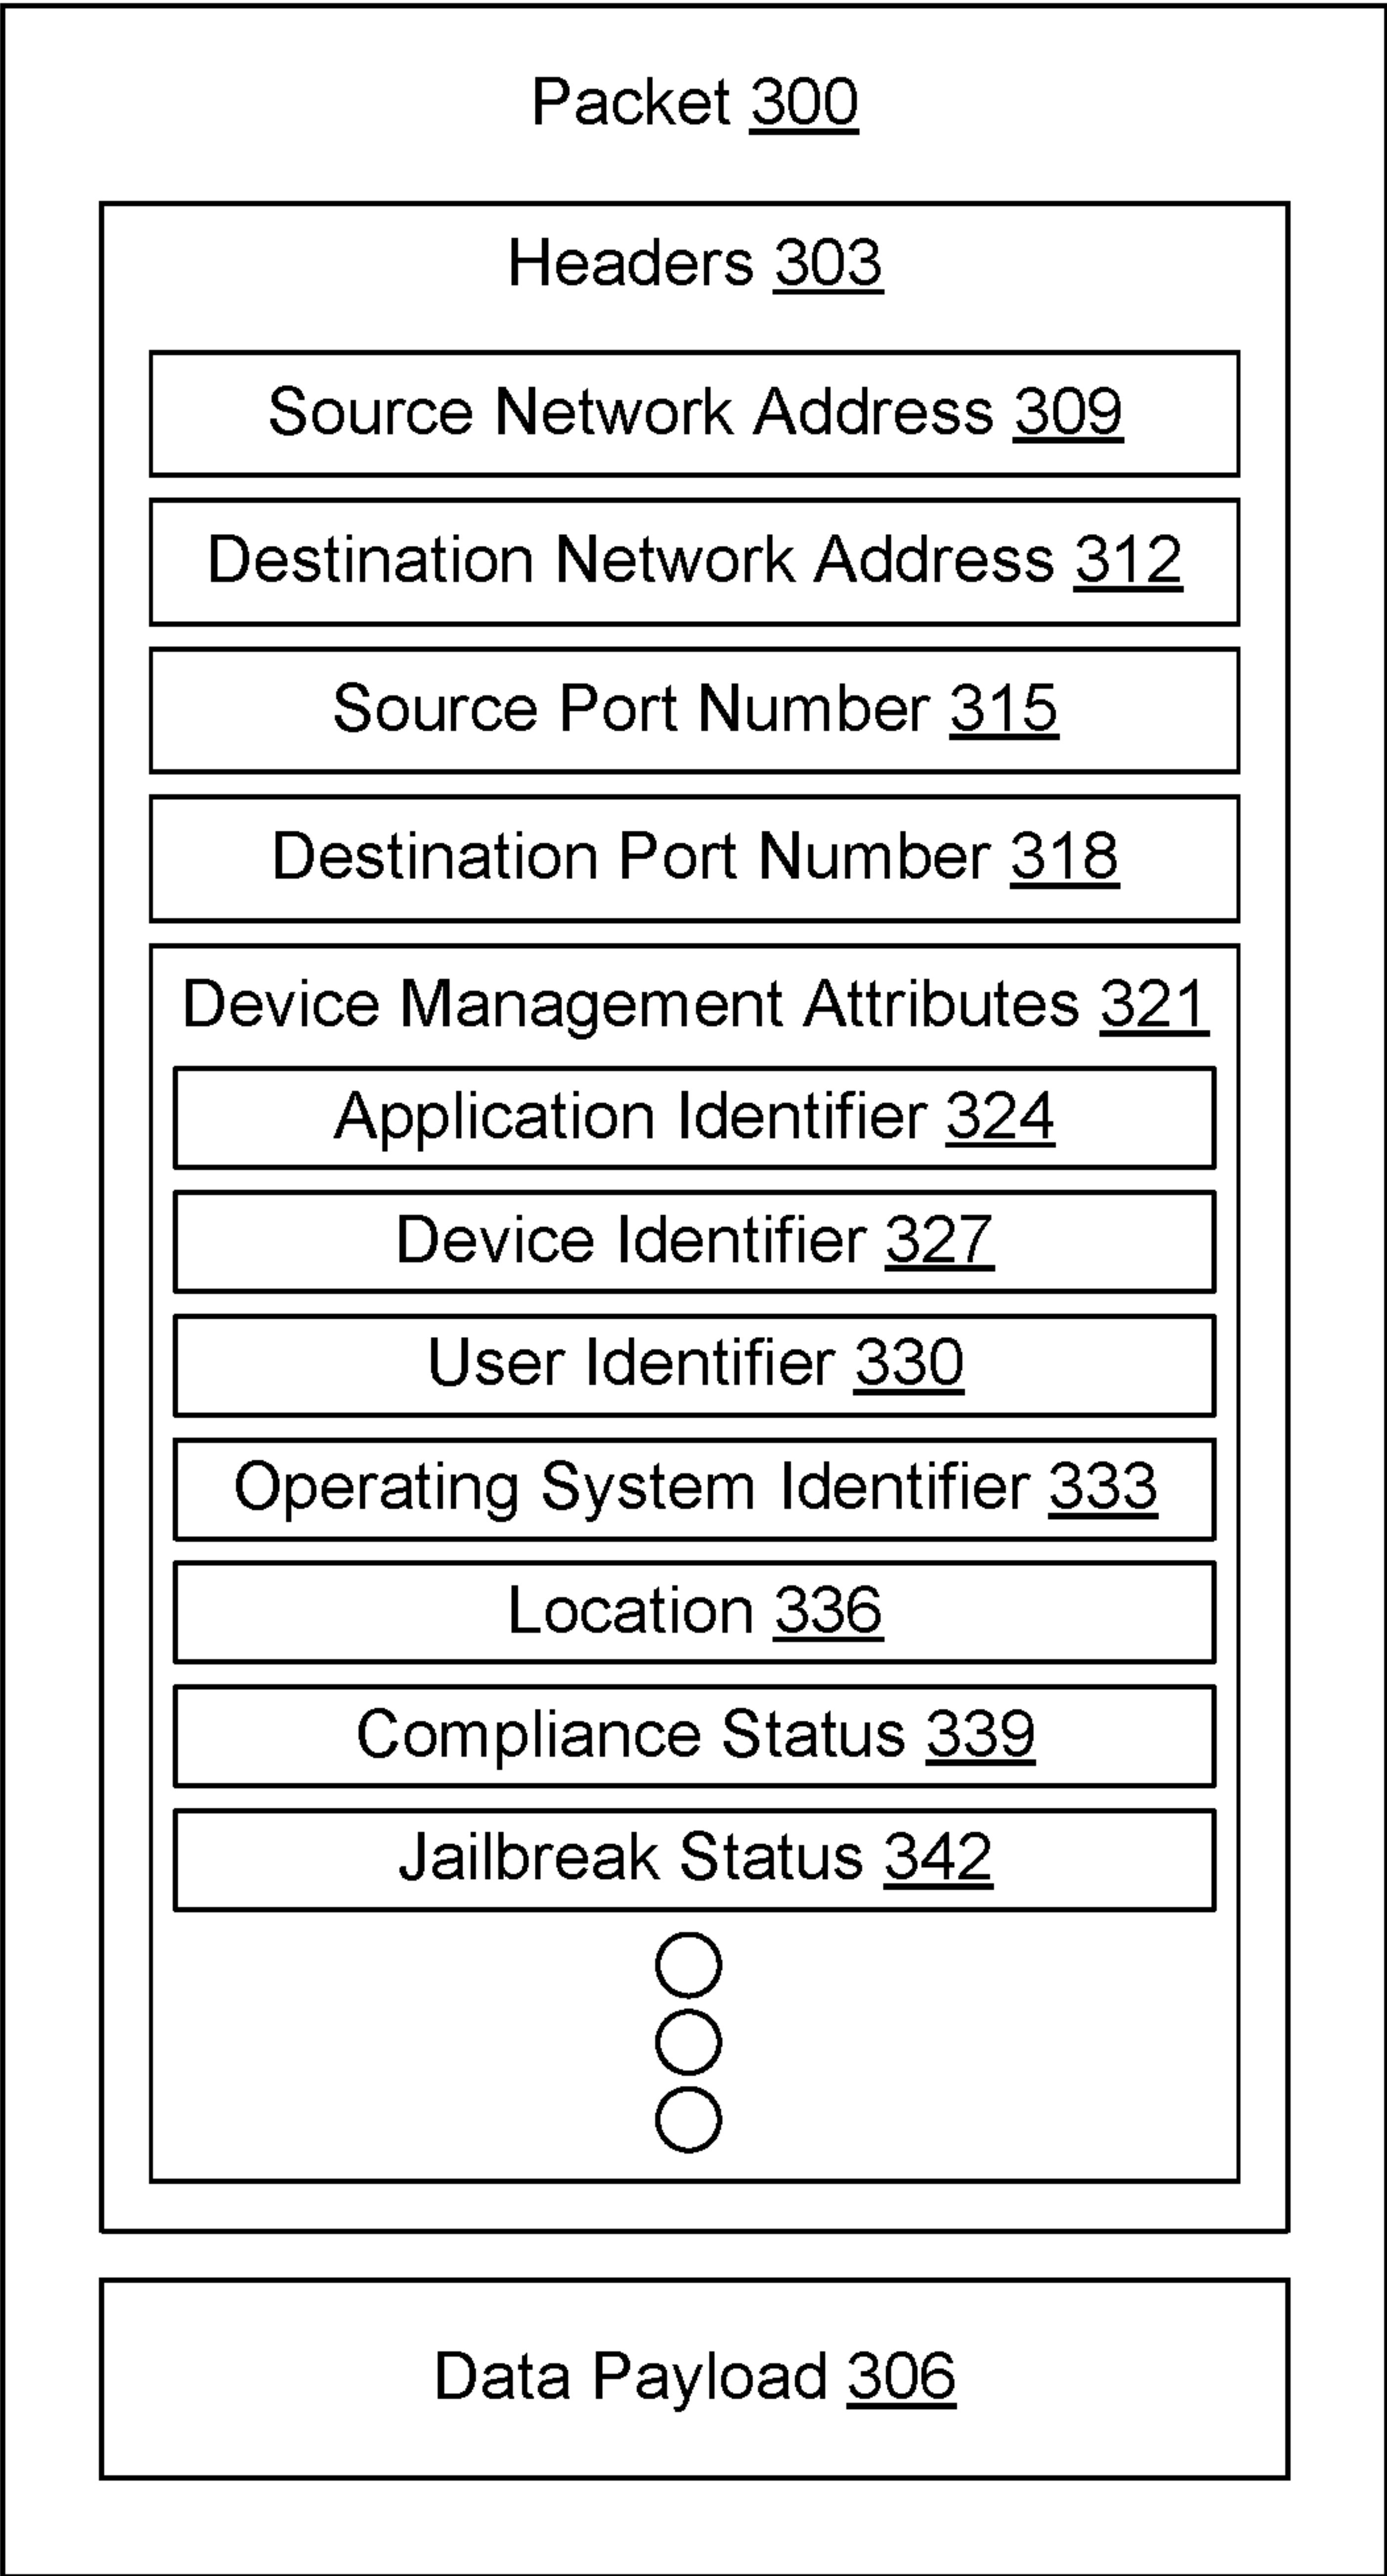 Packet 300
Headers 303
Source Network Address 309
Destination Network Address 312
Source Port Number 315
Destination Port Number 318
Device Management Attributes 321
Application Identifier 324
Device Identifier 327
User Identifier 330
Operating System Identifier 333
Location 336
Compliance Status 339
Jailbreak Status 342
Data Payload 306